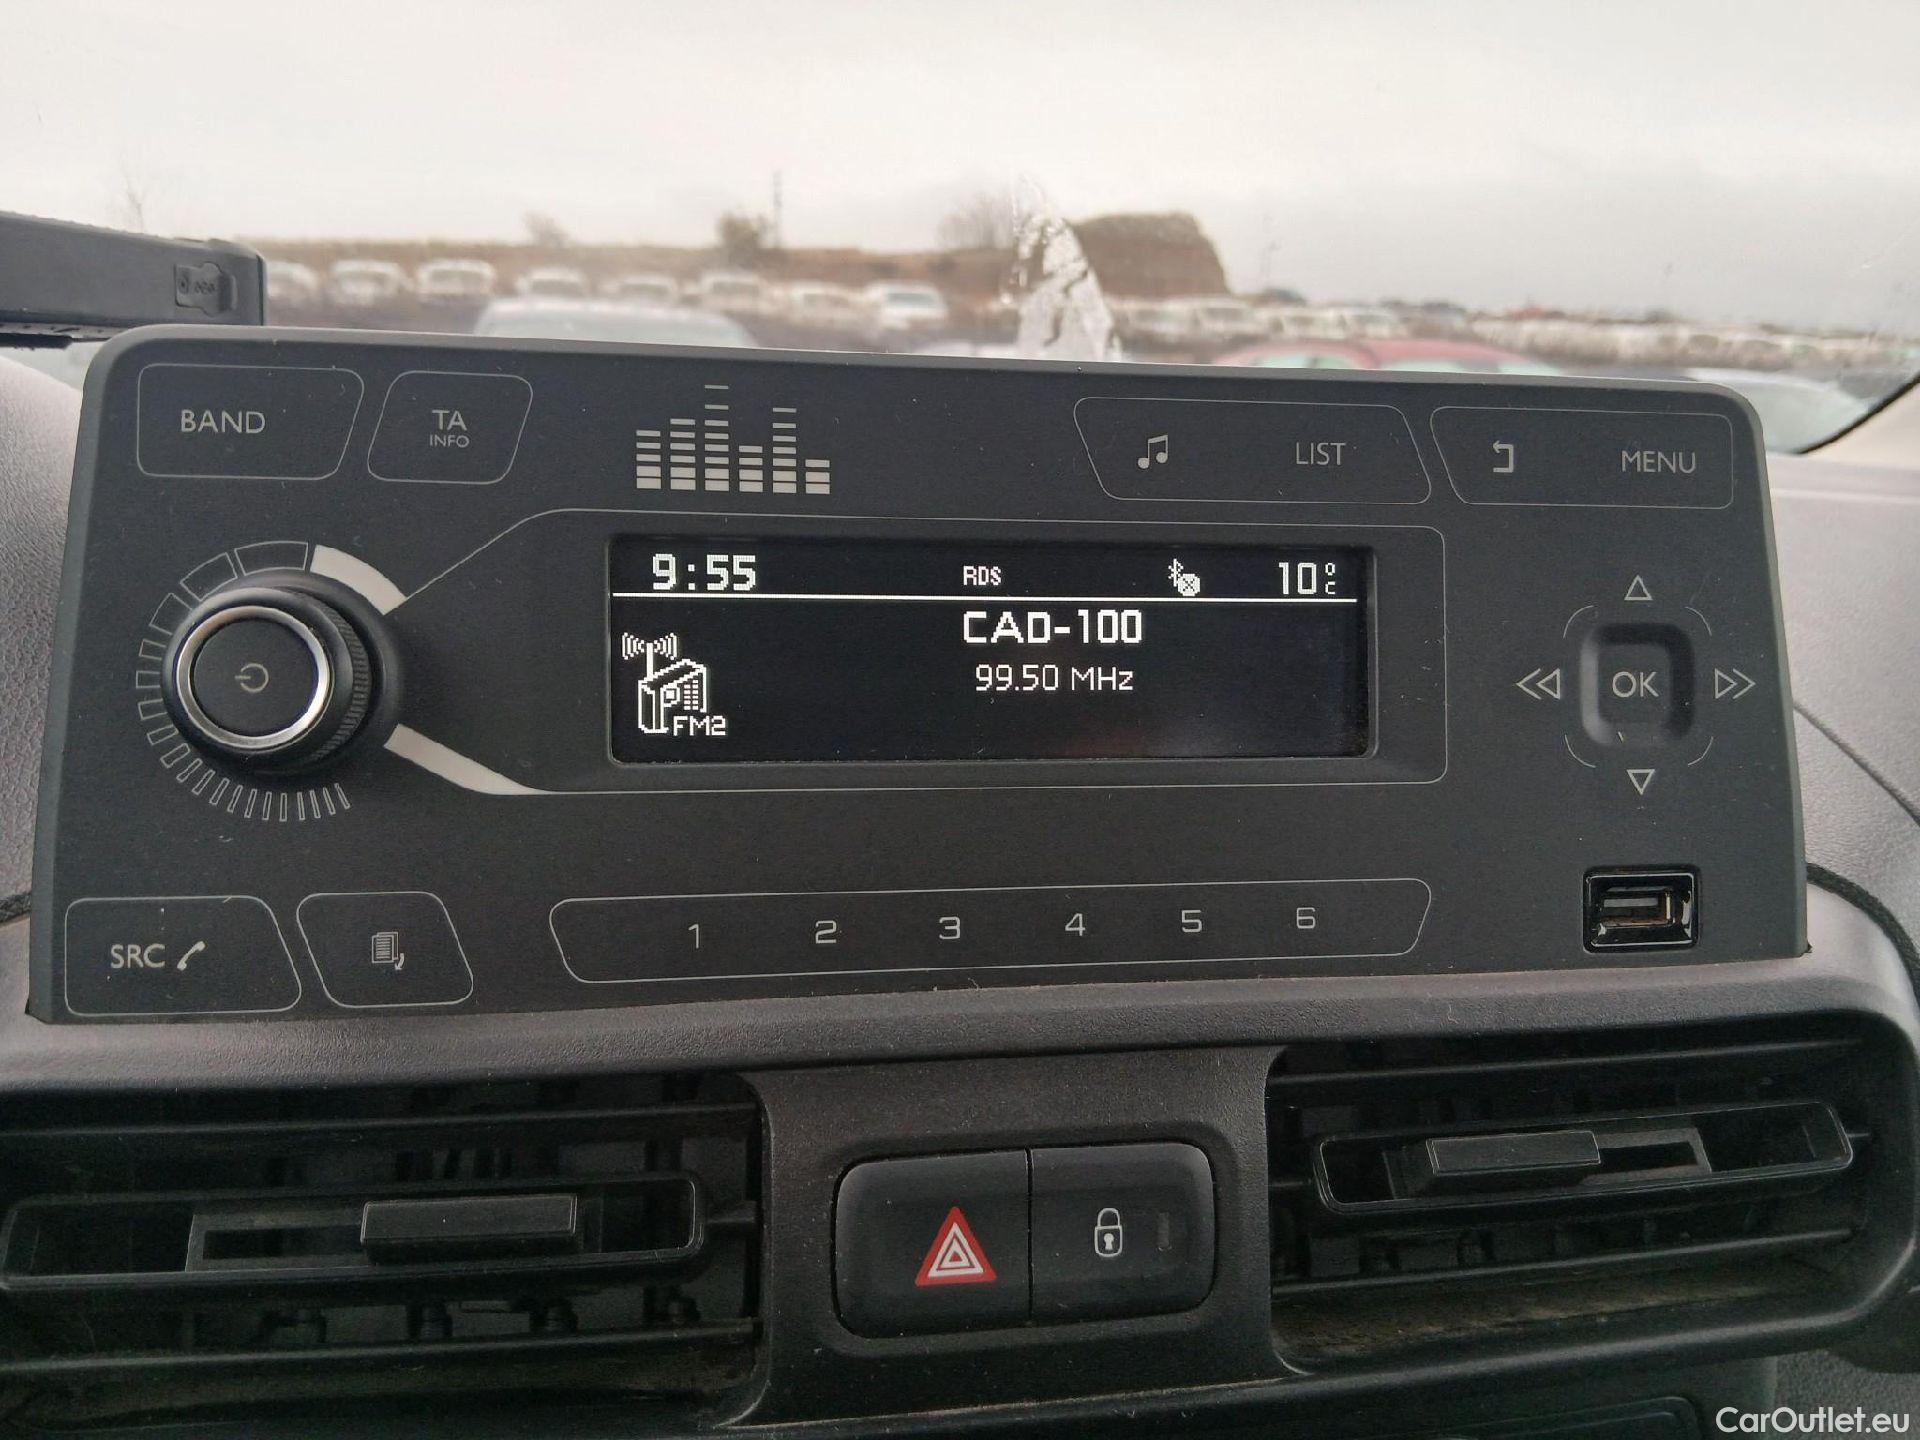 BAND
TA
INFO
LIST
MENU
9:55
RDS
10°C
CAD-100
99.50 MHz
FM2
OK
SRC
1 2 3 4 5 6
CarOutlet.eu